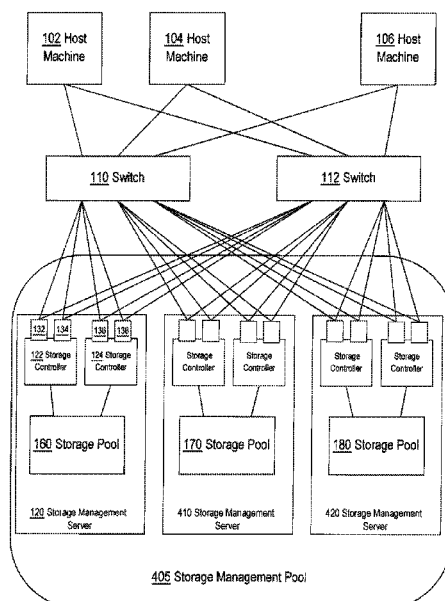 102 Host
Machine
104 Host
Machine
106 Host
Machine
110 Switch
112 Switch
132
134
136
138
122 Storage
Controller
124 Storage
Controller
Storage
Controller
Storage
Controller
Storage
Controller
Storage
Controller
160 Storage Pool
170 Storage Pool
180 Storage Pool
120 Storage Management
Server
410 Storage Management
Server
420 Storage Management
Server
405 Storage Management Pool